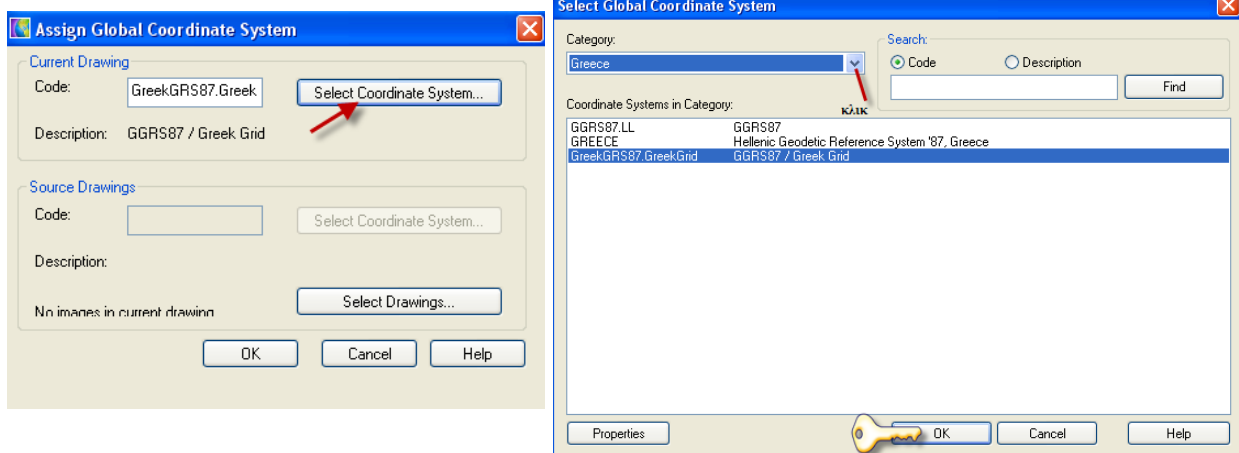 Assign Global Coordinate System
Current Drawing
Code: GreekGRS87.Greek Select Coordinate System...
Description: GGRS87 / Greek Grid
Source Drawings
Code: Select Coordinate System...
Description:
No images in current drawing
Select Drawings...
OK Cancel Help
Select Global Coordinate System
Category:
Greece
Search:
Code Description
Find
κλικ
Coordinate Systems in Category:
GGRS87.LL GGRS87
GREECE Hellenic Geodetic Reference System '87, Greece
GreekGRS87.GreekGrid GGRS87 / Greek Grid
Properties OK Cancel Help